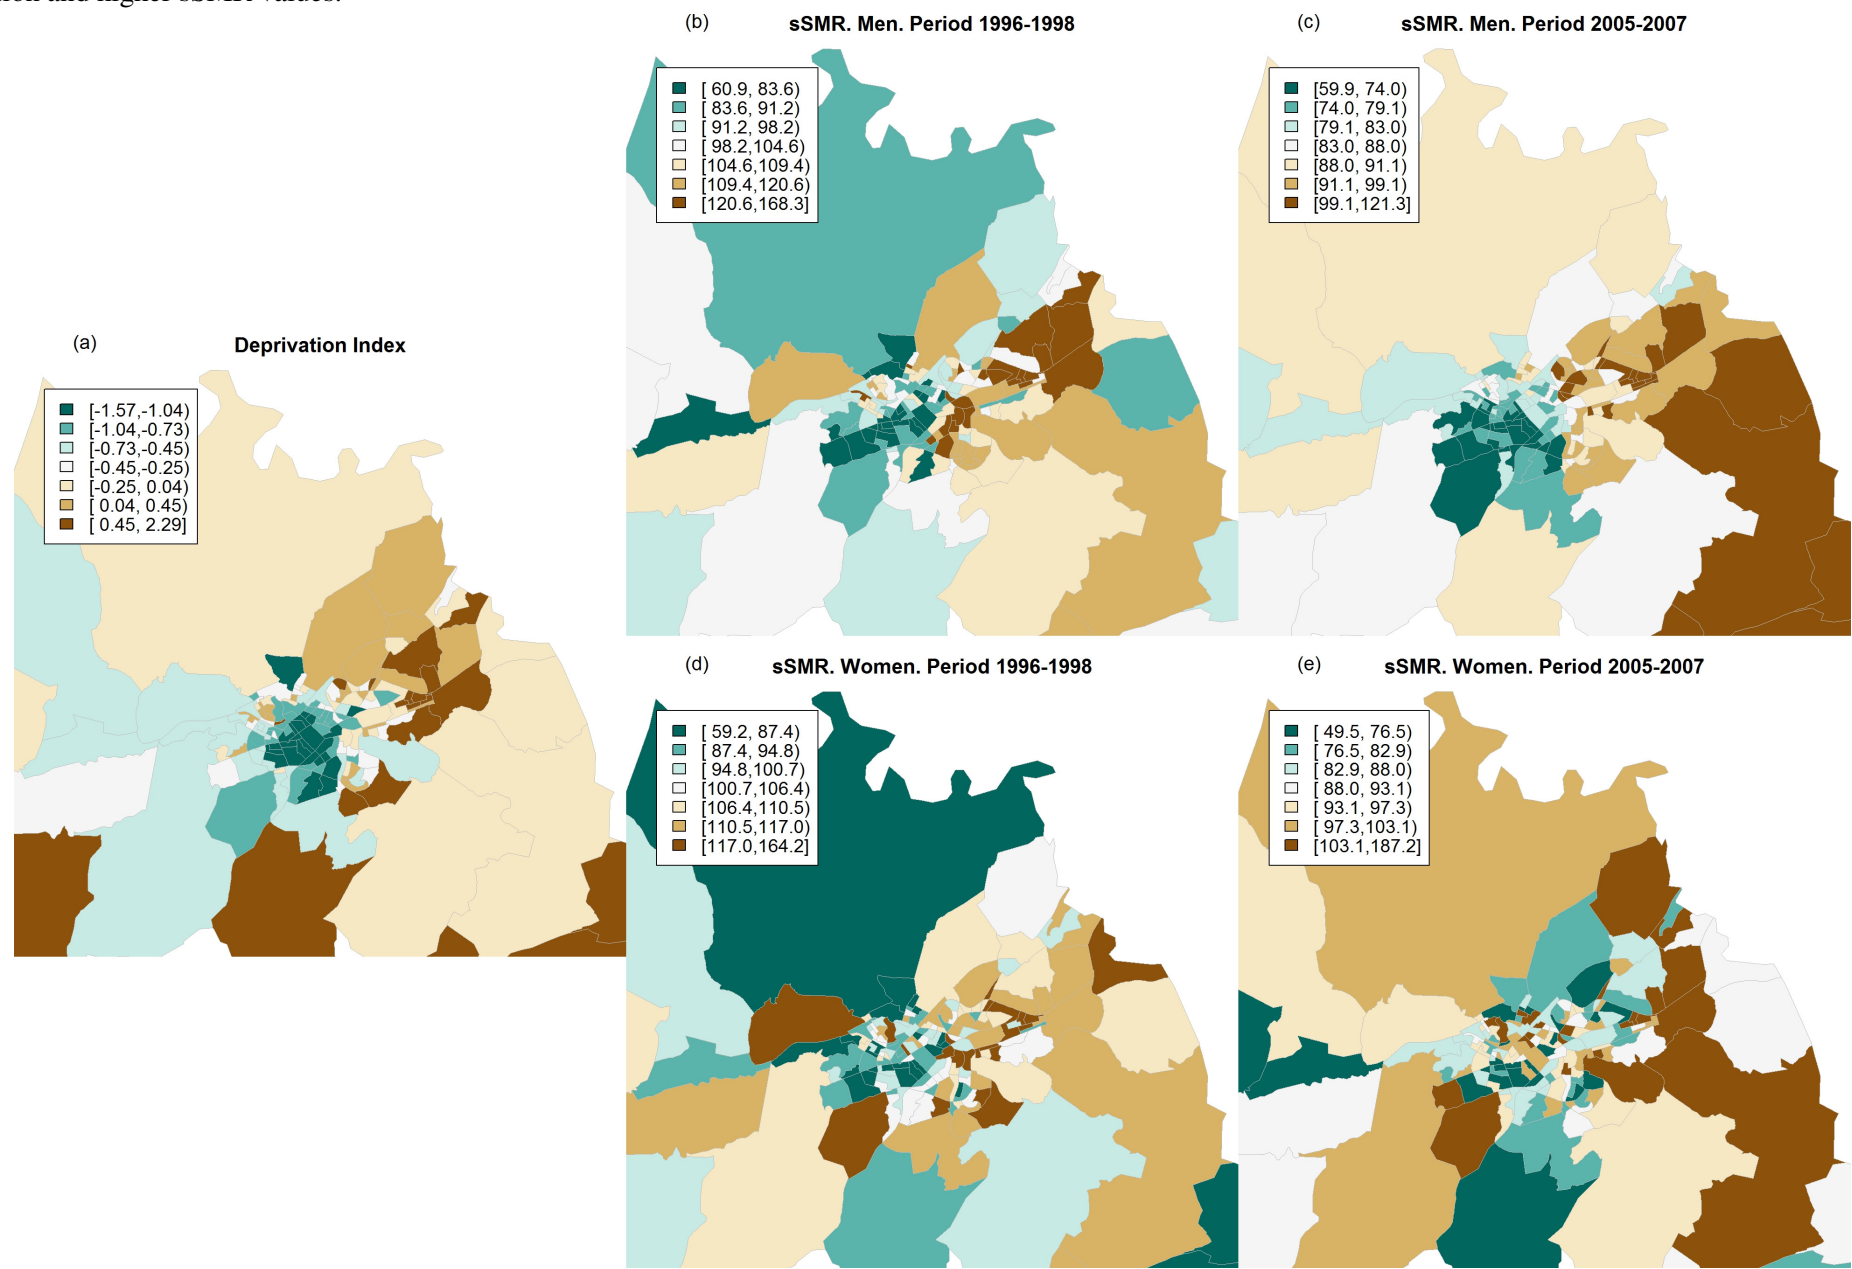 and higher sSMR values.
(a) Deprivation Index
[-1.57,-1.04)
[-1.04,-0.73)
[-0.73,-0.45)
[-0.45,-0.25)
[-0.25, 0.04)
[ 0.04, 0.45)
[ 0.45, 2.29]
(b) sSMR. Men. Period 1996-1998
[ 60.9, 83.6)
[ 83.6, 91.2)
[ 91.2, 98.2)
[ 98.2,104.6)
[104.6,109.4)
[109.4,120.6)
[120.6,168.3]
(c) sSMR. Men. Period 2005-2007
[59.9, 74.0)
[74.0, 79.1)
[79.1, 83.0)
[83.0, 88.0)
[88.0, 91.1)
[91.1, 99.1)
[99.1,121.3]
(d) sSMR. Women. Period 1996-1998
[ 59.2, 87.4)
[ 87.4, 94.8)
[ 94.8,100.7)
[100.7,106.4)
[106.4,110.5)
[110.5,117.0)
[117.0,164.2]
(e) sSMR. Women. Period 2005-2007
[ 49.5, 76.5)
[ 76.5, 82.9)
[ 82.9, 88.0)
[ 88.0, 93.1)
[ 93.1, 97.3)
[ 97.3,103.1)
[103.1,187.2]